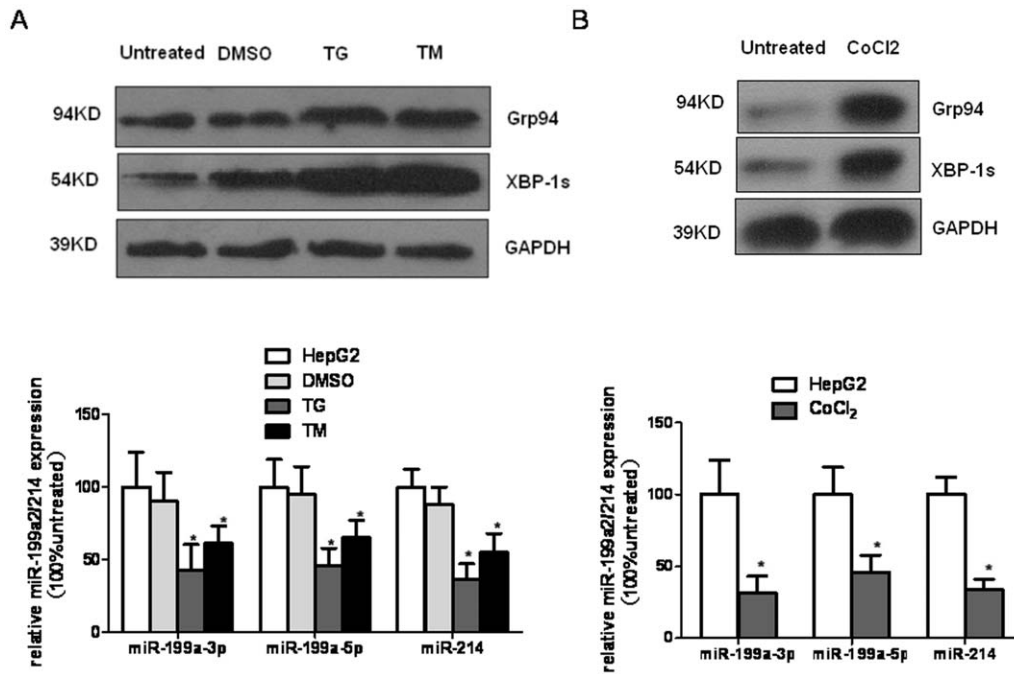 A
Untreated DMSO TG TM
94KD Grp94
54KD XBP-1s
39KD GAPDH
HepG2
DMSO
TG
TM
relative miR-199a2/214 expression
(100%untreated)
150
100
50
0
* * * * * *
miR-199a-3p miR-199a-5p miR-214
B
Untreated CoCl2
94KD Grp94
54KD XBP-1s
39KD GAPDH
HepG2
CoCl2
relative miR-199a2/214 expression
(100%untreated)
150
100
50
0
* * *
miR-199a-3p miR-199a-5p miR-214